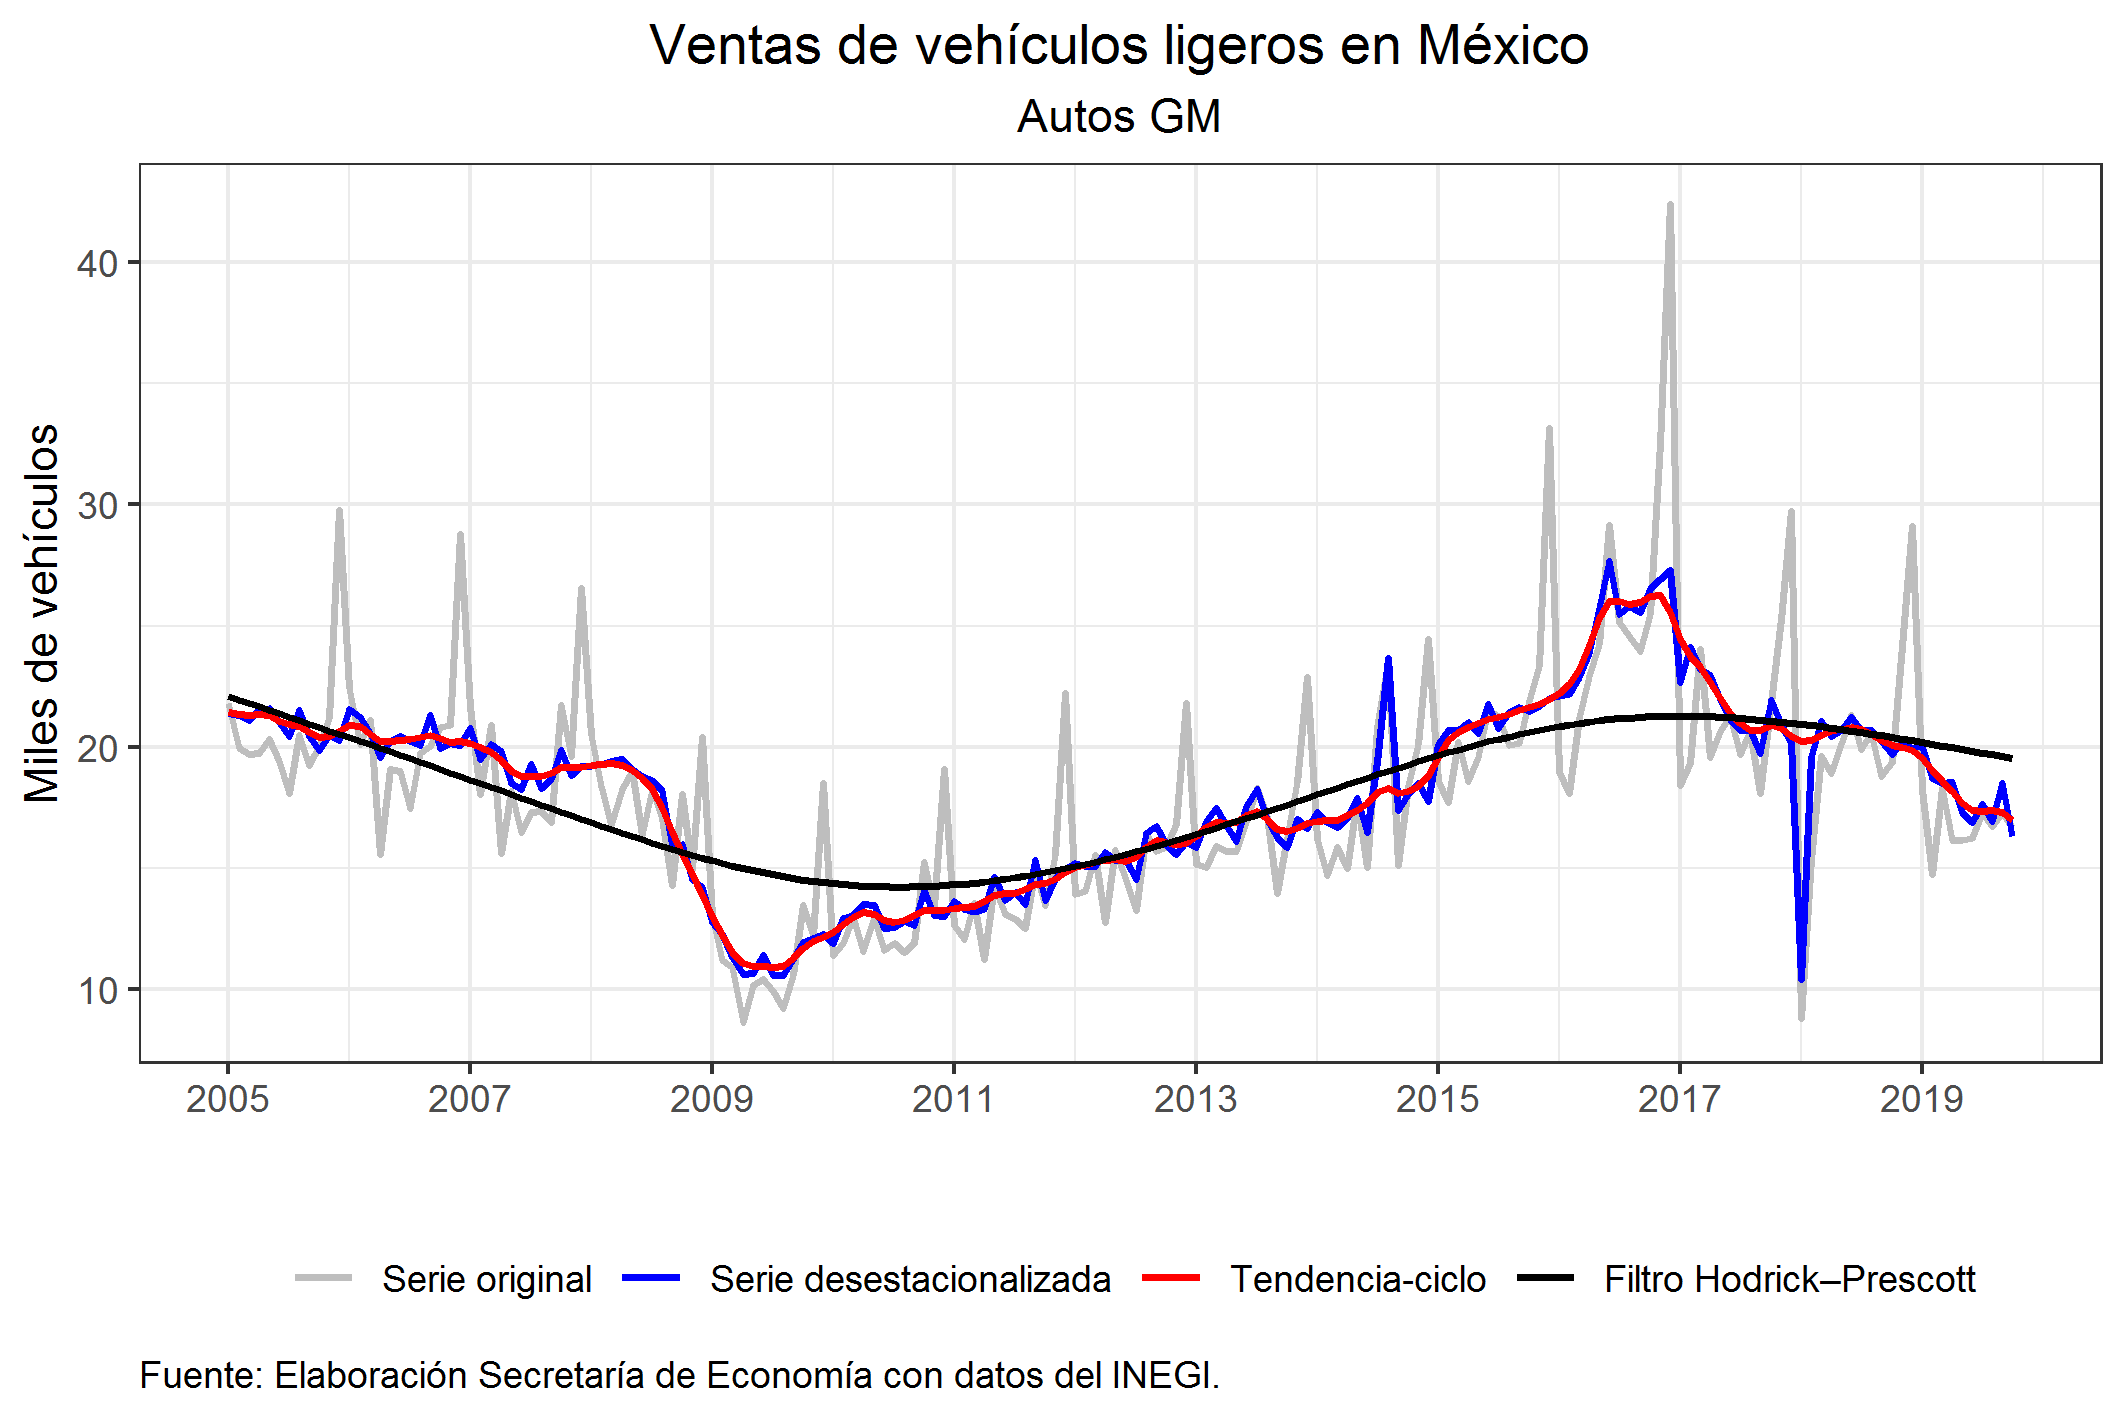 Ventas de vehículos ligeros en México
Autos GM
Miles de vehículos
40
30
20
10
2005 2007 2009 2011 2013 2015 2017 2019
Serie original Serie desestacionalizada Tendencia-ciclo Filtro Hodrick–Prescott
Fuente: Elaboración Secretaría de Economía con datos del INEGI.